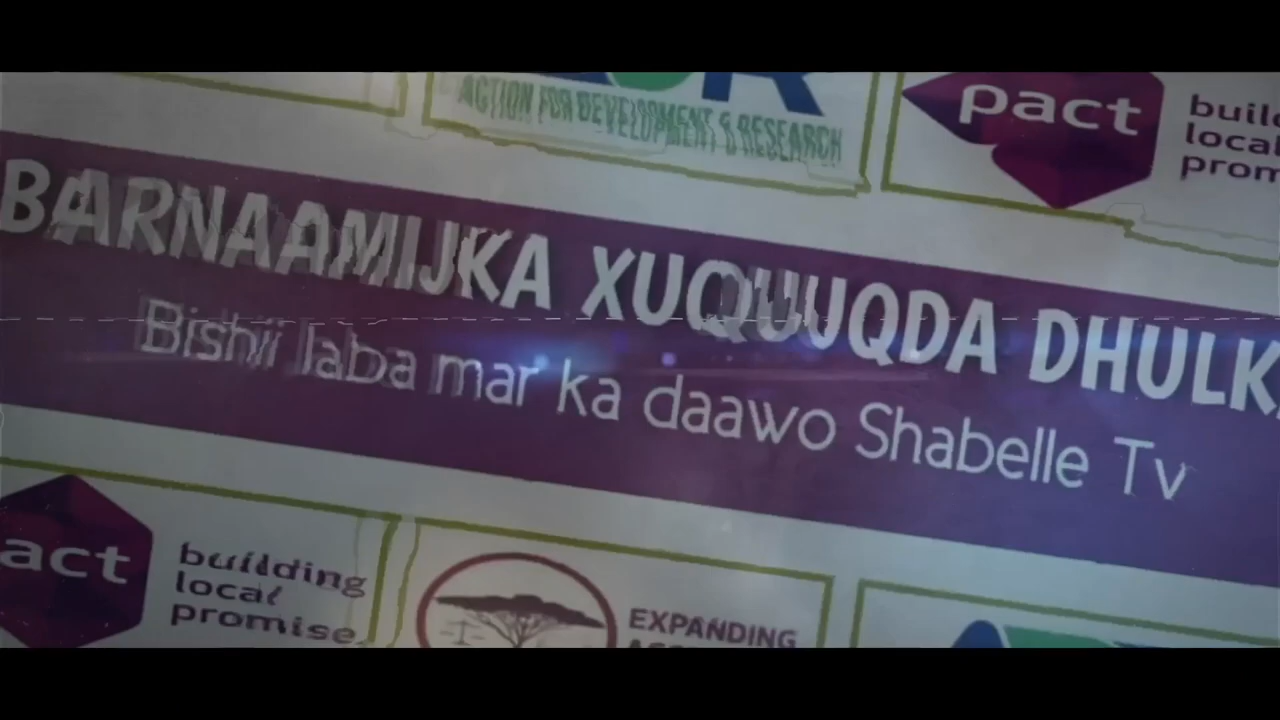 ACTION FOR DEVELOPMENT & RESEARCH
pact
BARNAAMIJKA XUQUUQDA DHULK
Bishii laba mar ka daawo Shabelle Tv
act
building
local
promise
EXPANDING